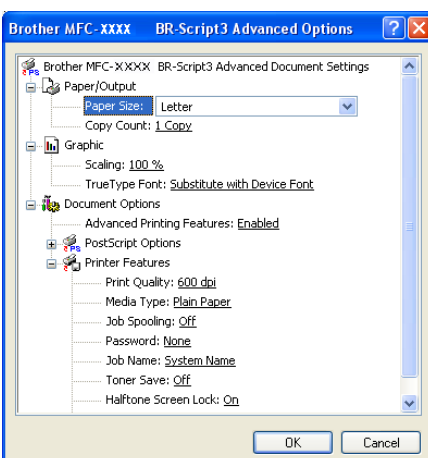 Brother MFC-XXXX BR-Script3 Advanced Options
Brother MFC-XXXX BR-Script3 Advanced Document Settings
Paper/Output
Paper Size: Letter
Copy Count: 1 Copy
Graphic
Scaling: 100 %
TrueType Font: Substitute with Device Font
Document Options
Advanced Printing Features: Enabled
PostScript Options
Printer Features
Print Quality: 600 dpi
Media Type: Plain Paper
Job Spooling: Off
Password: None
Job Name: System Name
Toner Save: Off
Halftone Screen Lock: On
OK Cancel